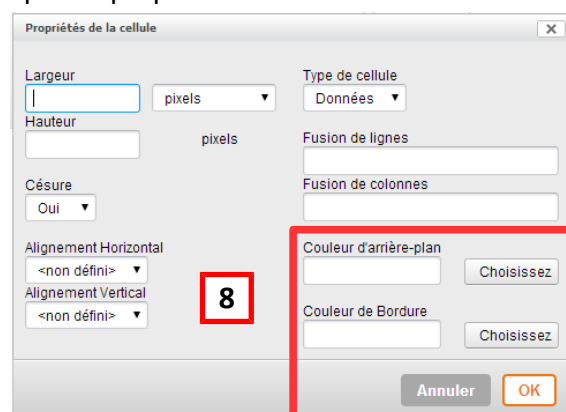 Propriétés de la cellule
Largeur
pixels
Hauteur
pixels
Césure
Oui
Alignement Horizontal
<non défini>
Alignement Vertical
<non défini>
8
Type de cellule
Données
Fusion de lignes
Fusion de colonnes
Couleur d'arrière-plan
Choisissez
Couleur de Bordure
Choisissez
Annuler OK